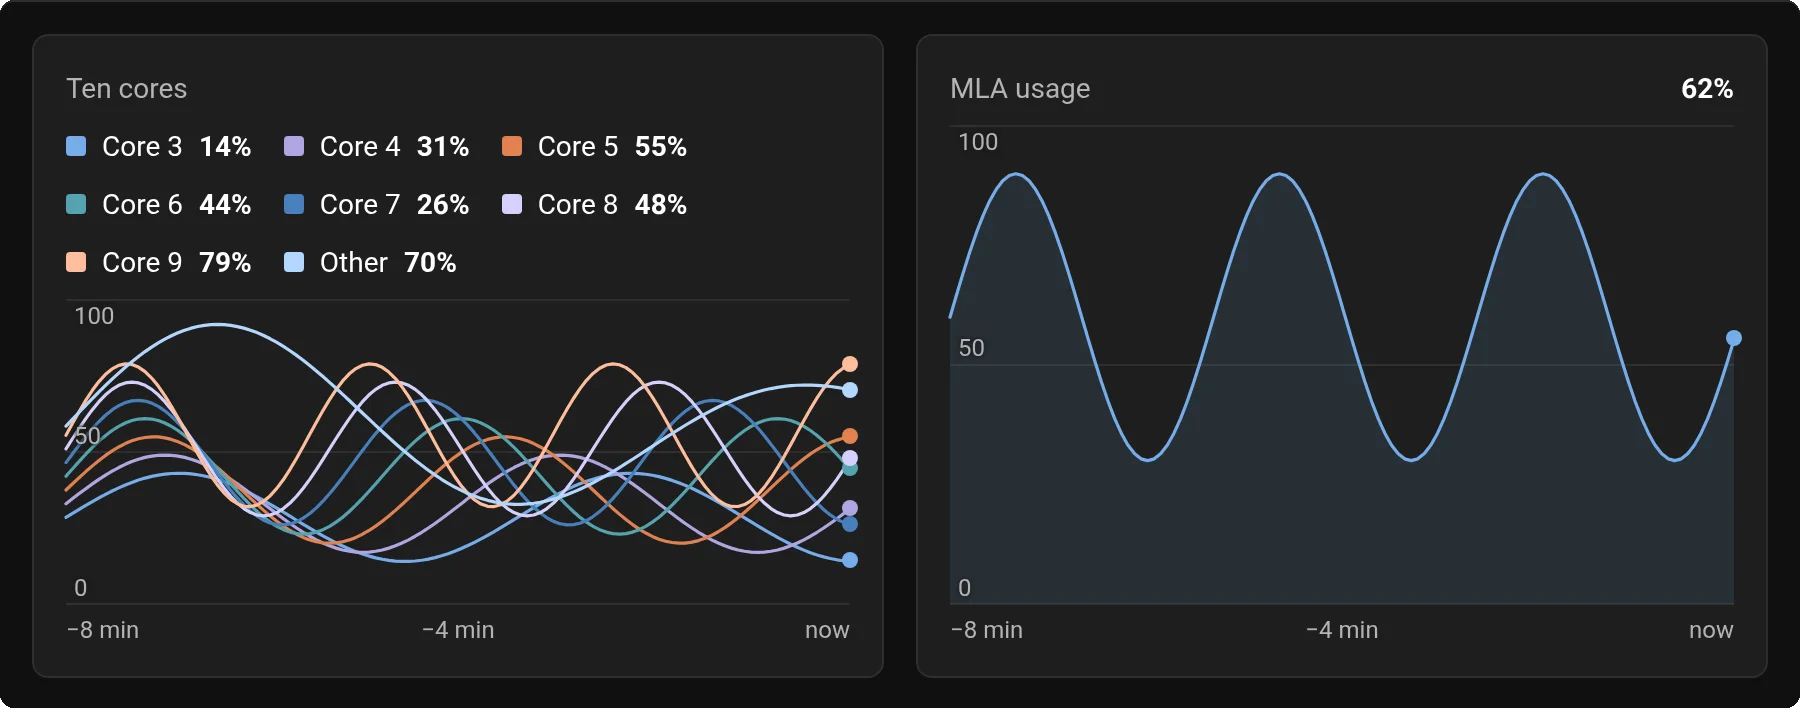 Ten cores
Core 3 14% Core 4 31% Core 5 55%
Core 6 44% Core 7 26% Core 8 48%
Core 9 79% Other 70%
100
50
0
−8 min −4 min now
MLA usage 62%
100
50
0
−8 min −4 min now